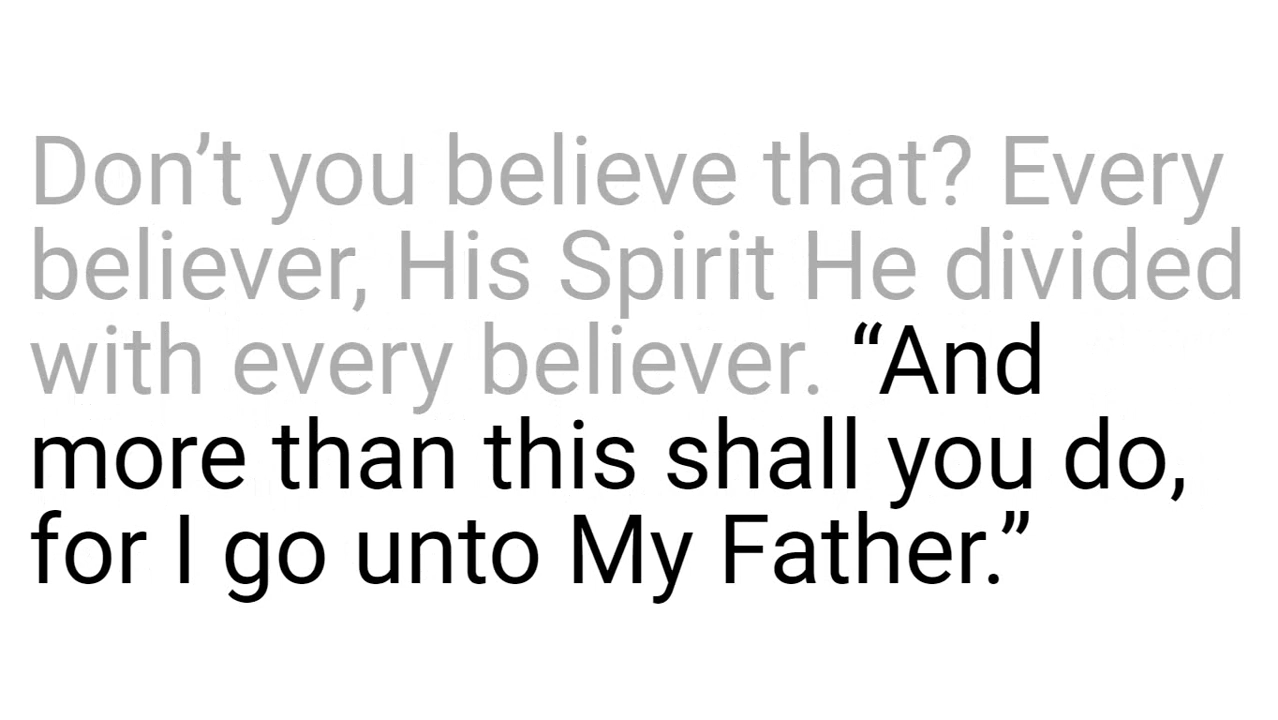 Don’t you believe that? Every
believer, His Spirit He divided
with every believer. “And
more than this shall you do,
for I go unto My Father.”